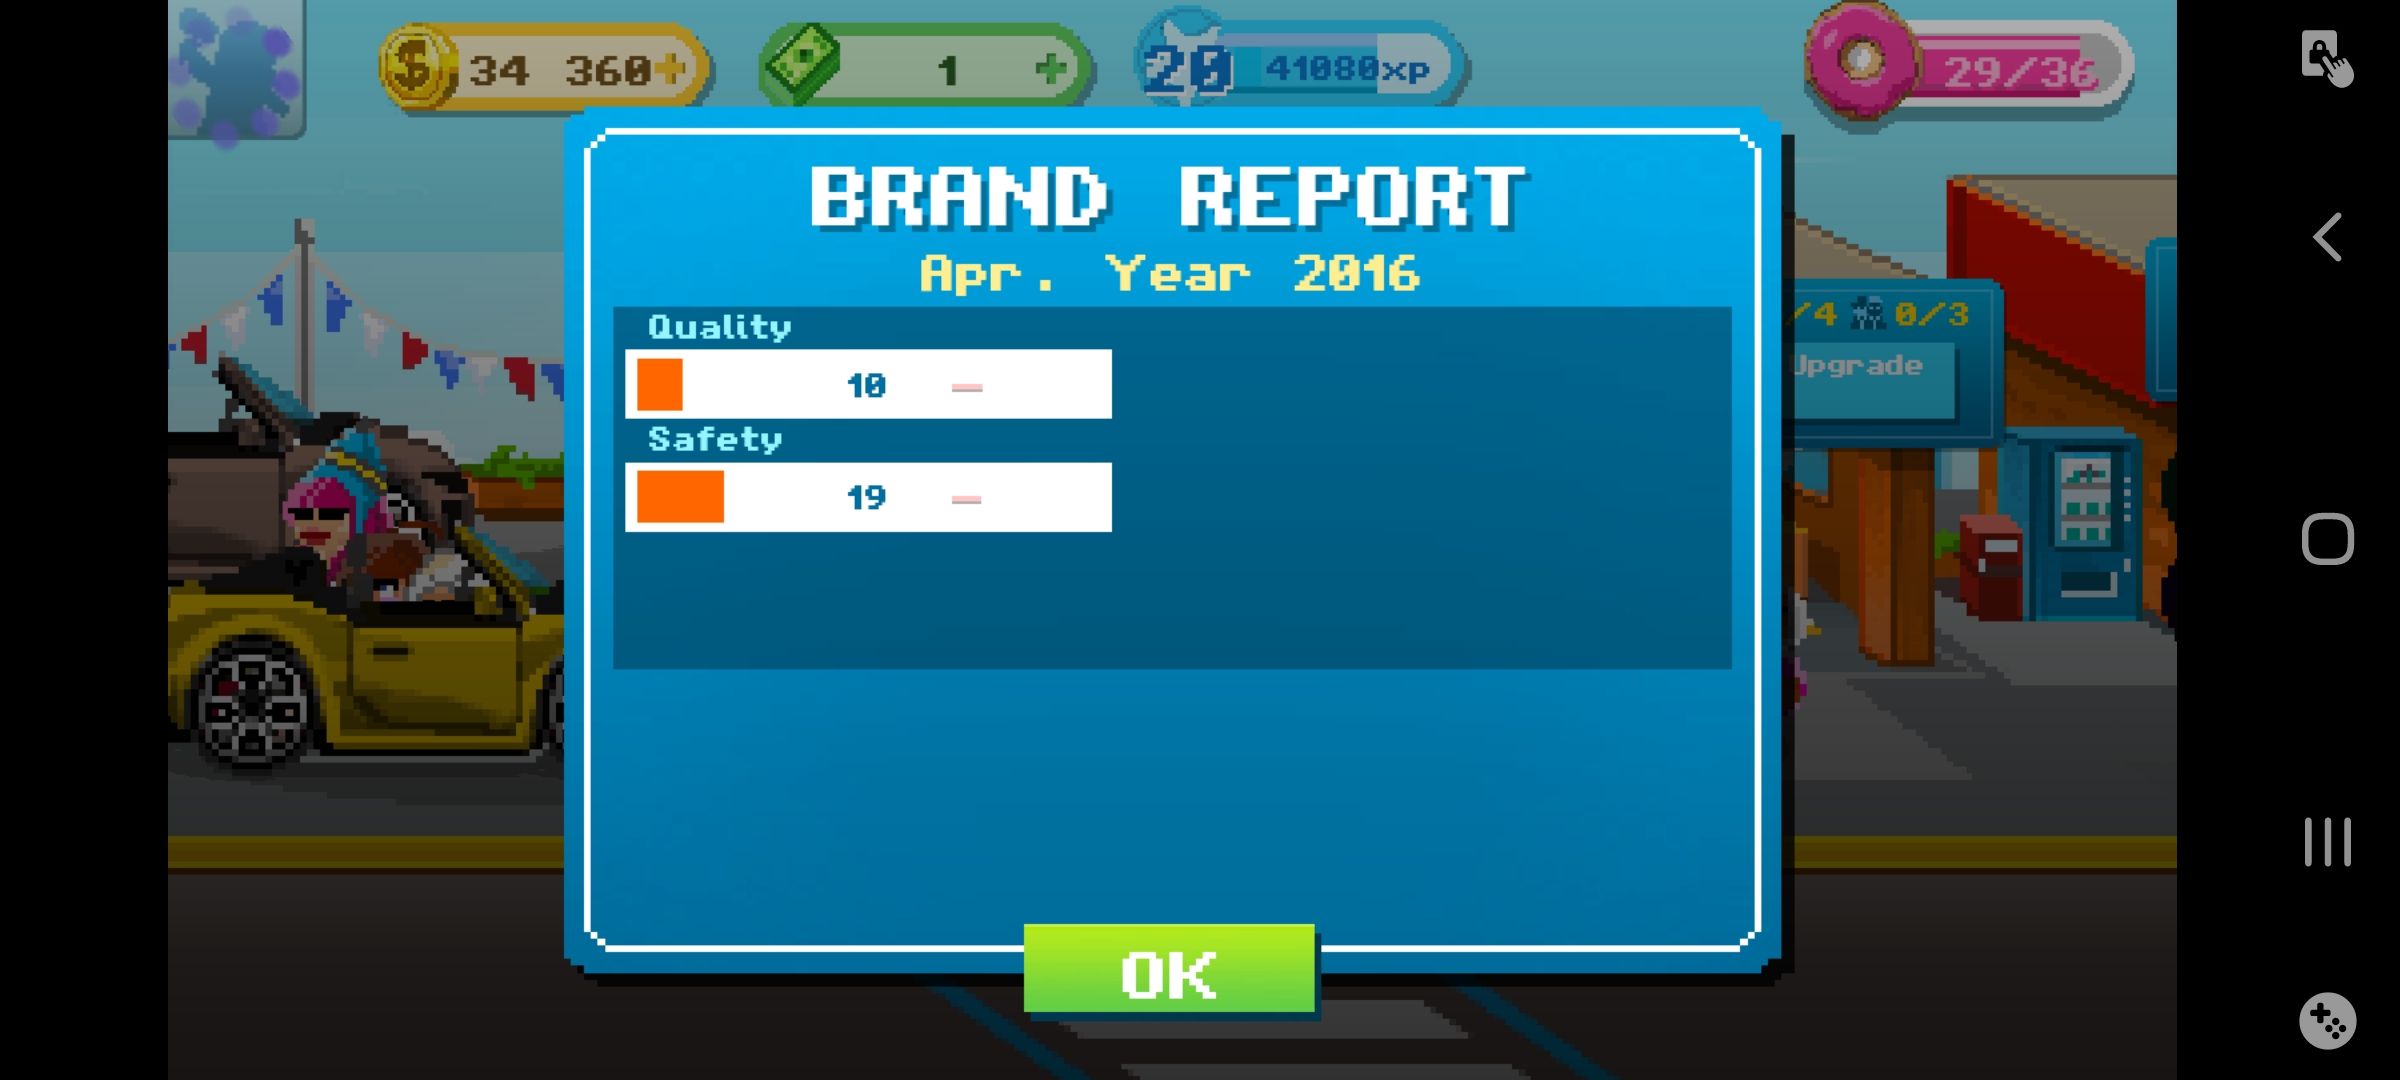 34 360+
1 +
20 41080xp
29/36
BRAND REPORT
Apr. Year 2016
Quality
10 —
Safety
19 —
/4 0/3
Upgrade
OK